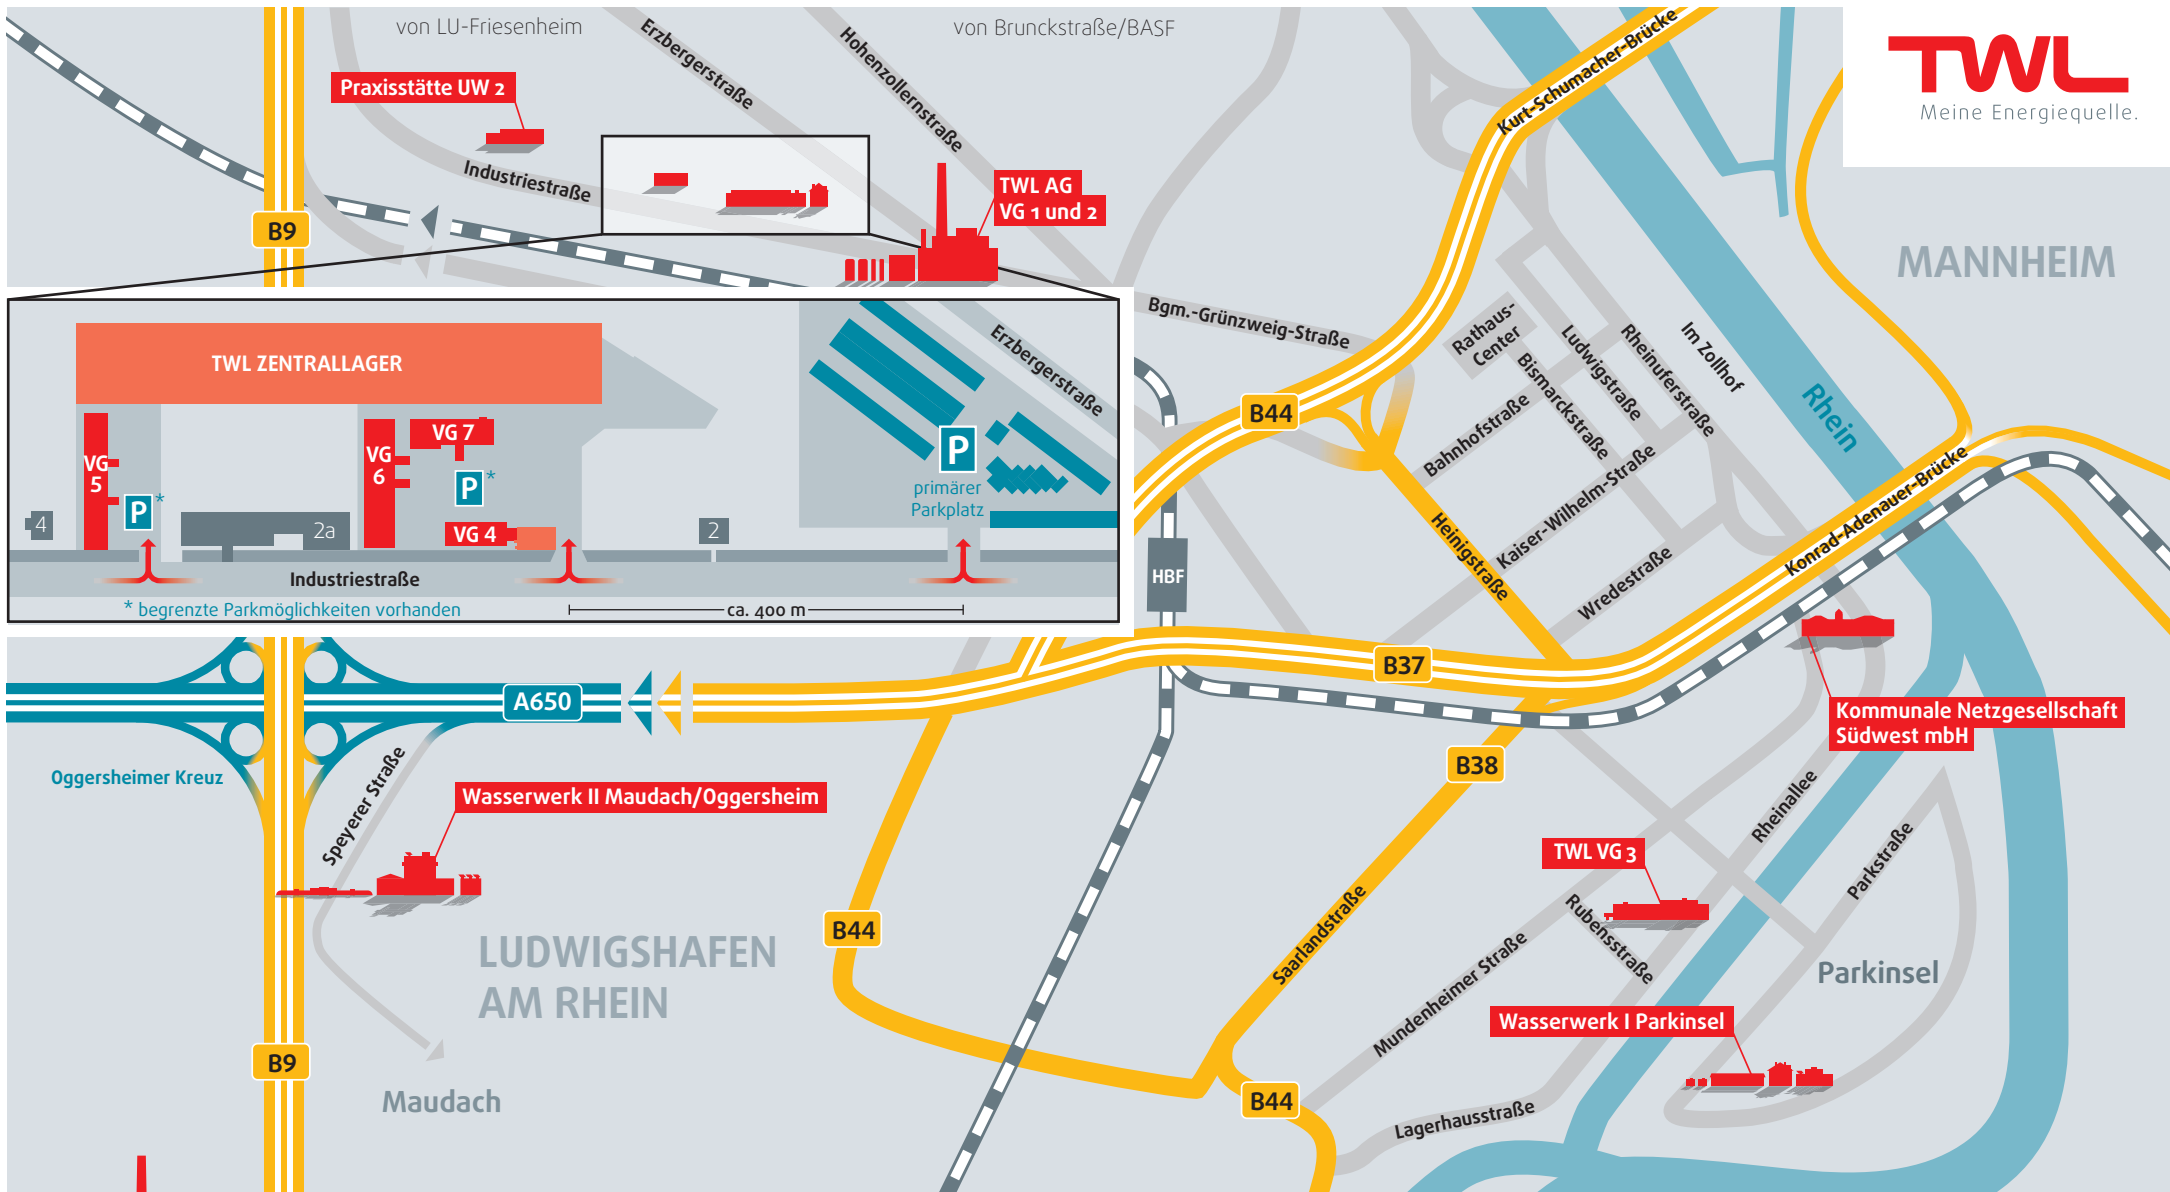 von LU-Friesenheim
von Brunckstraße/BASF
Erzbergerstraße
Hohenzollernstraße
Kurt-Schumacher-Brücke
TWL
Meine Energiequelle.
Praxisstätte UW 2
Industriestraße
TWL AG
VG 1 und 2
B9
MANNHEIM
Bgm.-Grünzweig-Straße
Rathaus-
Center
Bismarckstraße
Ludwigstraße
Rheinuferstraße
Im Zollhof
Rhein
TWL ZENTRALLAGER
Erzbergerstraße
VG
5
P
*
VG
6
VG 7
P
*
VG 4
P
primärer
Parkplatz
4
2a
2
Industriestraße
* begrenzte Parkmöglichkeiten vorhanden
ca. 400 m
B44
Bahnhofstraße
Kaiser-Wilhelm-Straße
Heinigstraße
Wredestraße
Konrad-Adenauer-Brücke
HBF
B37
A650
Oggersheimer Kreuz
Speyerer Straße
Kommunale Netzgesellschaft
Südwest mbH
B38
Wasserwerk II Maudach/Oggersheim
Rheinallee
TWL VG 3
Parkstraße
Rubensstraße
Saarlandstraße
B44
LUDWIGSHAFEN
AM RHEIN
Mundenheimer Straße
Parkinsel
Wasserwerk I Parkinsel
B9
Maudach
B44
Lagerhausstraße